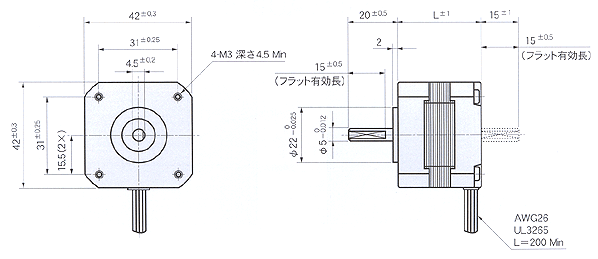 42±0.3
31±0.25
4.5±0.2
4-M3 深さ4.5 Min
42±0.3
31±0.25
15.5(2×)
20±0.5
L±1
15±1
2
15±0.5
(フラット有効長)
15±0.5
(フラット有効長)
φ22 0 -0.025
φ5 0 -0.012
AWG26
UL3265
L=200 Min